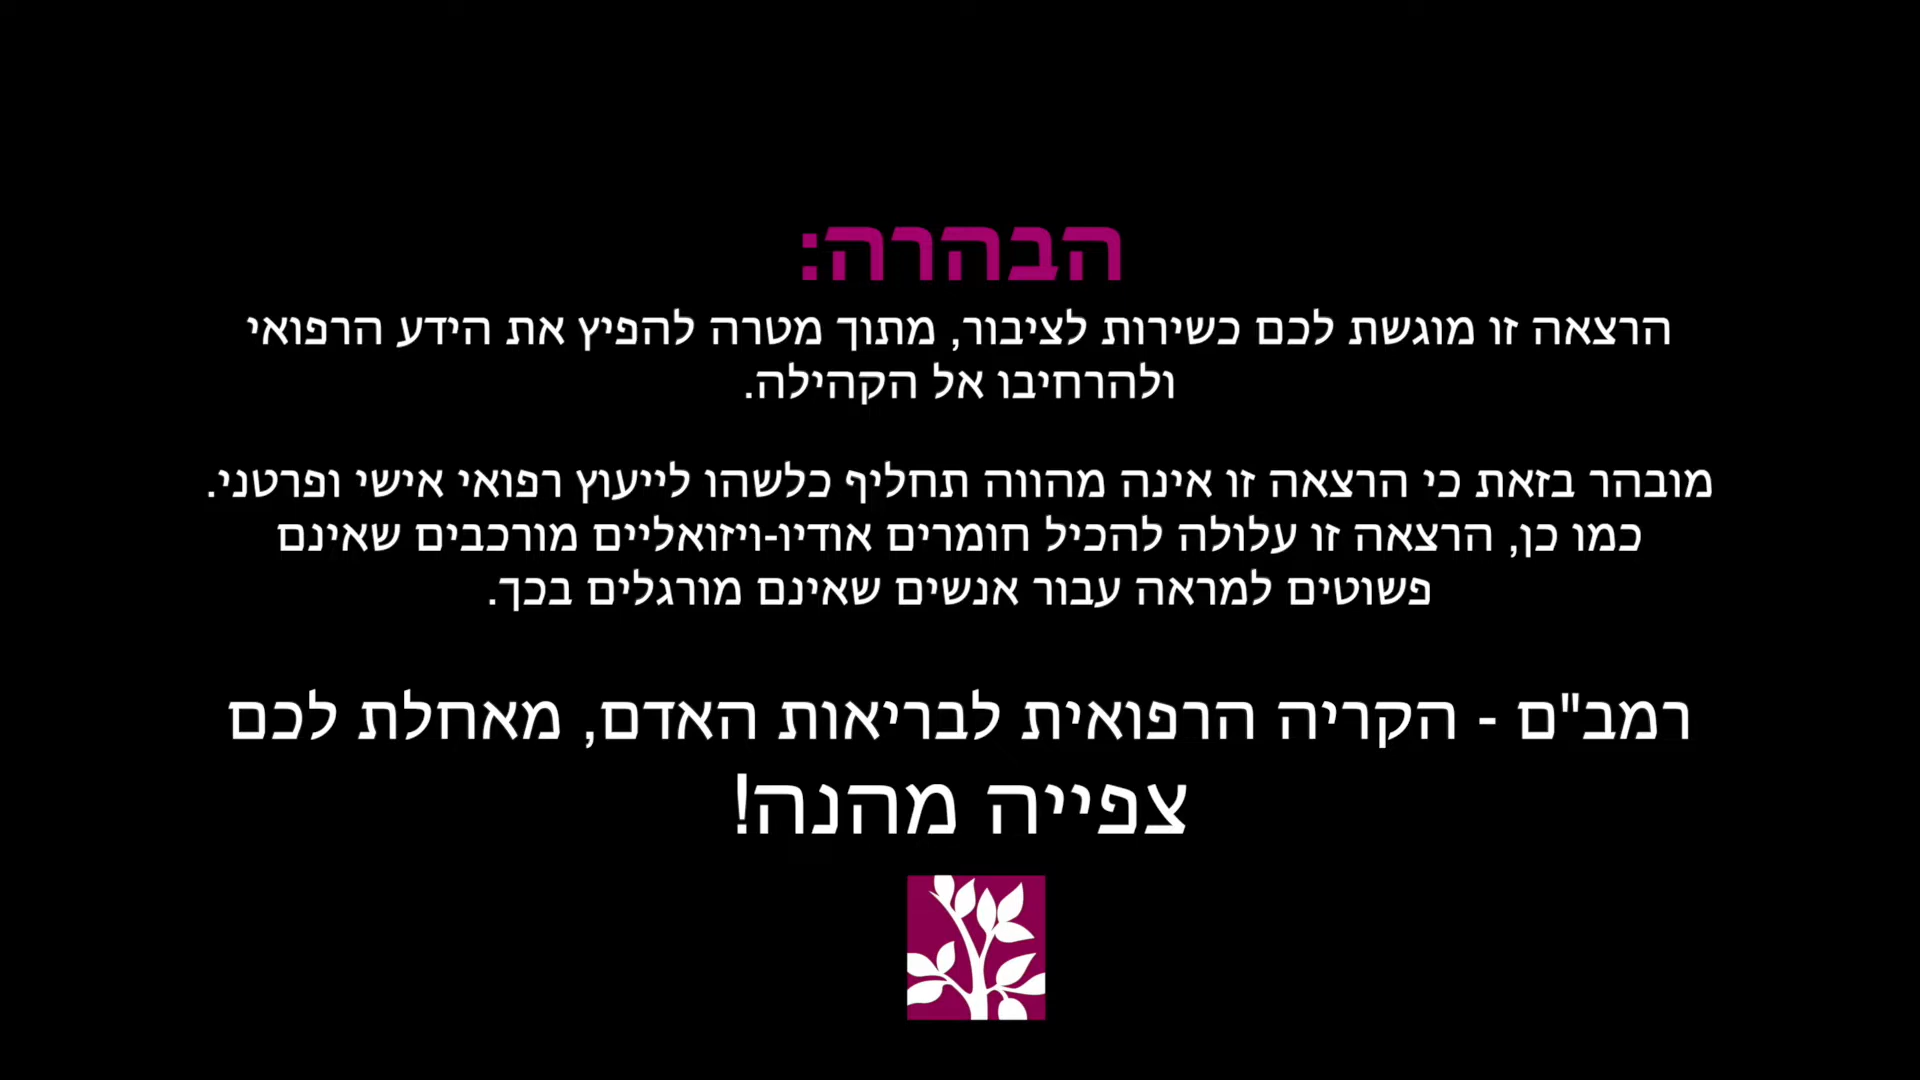 הבהרה:
הרצאה זו מוגשת לכם כשירות לציבור, מתוך מטרה להפיץ את הידע הרפואי
ולהרחיבו אל הקהילה.
מובהר בזאת כי הרצאה זו אינה מהווה תחליף כלשהו לייעוץ רפואי אישי ופרטני.
כמו כן, הרצאה זו עלולה להכיל חומרים אודיו-ויזואליים מורכבים שאינם
פשוטים למראה עבור אנשים שאינם מורגלים בכך.
רמב"ם - הקריה הרפואית לבריאות האדם, מאחלת לכם
צפייה מהנה!